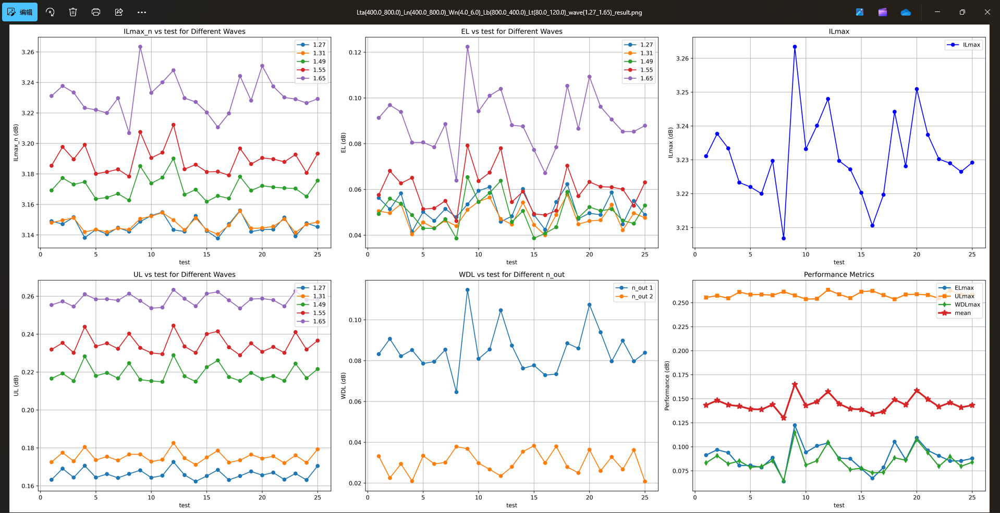 编辑
Lta(400.0_800.0)_Ln(400.0_800.0)_Wn(4.0_6.0)_Lb(800.0_400.0)_Lt(80.0_120.0)_wave(1.27_1.65)_result.png
ILmax_n vs test for Different Waves
1.27
1.31
1.49
1.55
1.65
3.26
3.24
3.22
3.20
3.18
3.16
3.14
ILmax_n (dB)
0 5 10 15 20 25
test
EL vs test for Different Waves
1.27
1.31
1.49
1.55
1.65
0.12
0.10
0.08
0.06
0.04
EL (dB)
0 5 10 15 20 25
test
ILmax
ILmax
3.26
3.25
3.24
3.23
3.22
3.21
ILmax (dB)
0 5 10 15 20 25
test
UL vs test for Different Waves
1.27
1.31
1.49
1.55
1.65
0.26
0.24
0.22
0.20
0.18
0.16
UL (dB)
0 5 10 15 20 25
test
WDL vs test for Different n_out
n_out 1
n_out 2
0.10
0.08
0.06
0.04
0.02
WDL (dB)
0 5 10 15 20 25
test
Performance Metrics
ELmax
ULmax
WDLmax
mean
0.250
0.225
0.200
0.175
0.150
0.125
0.100
0.075
Performance (dB)
0 5 10 15 20 25
test